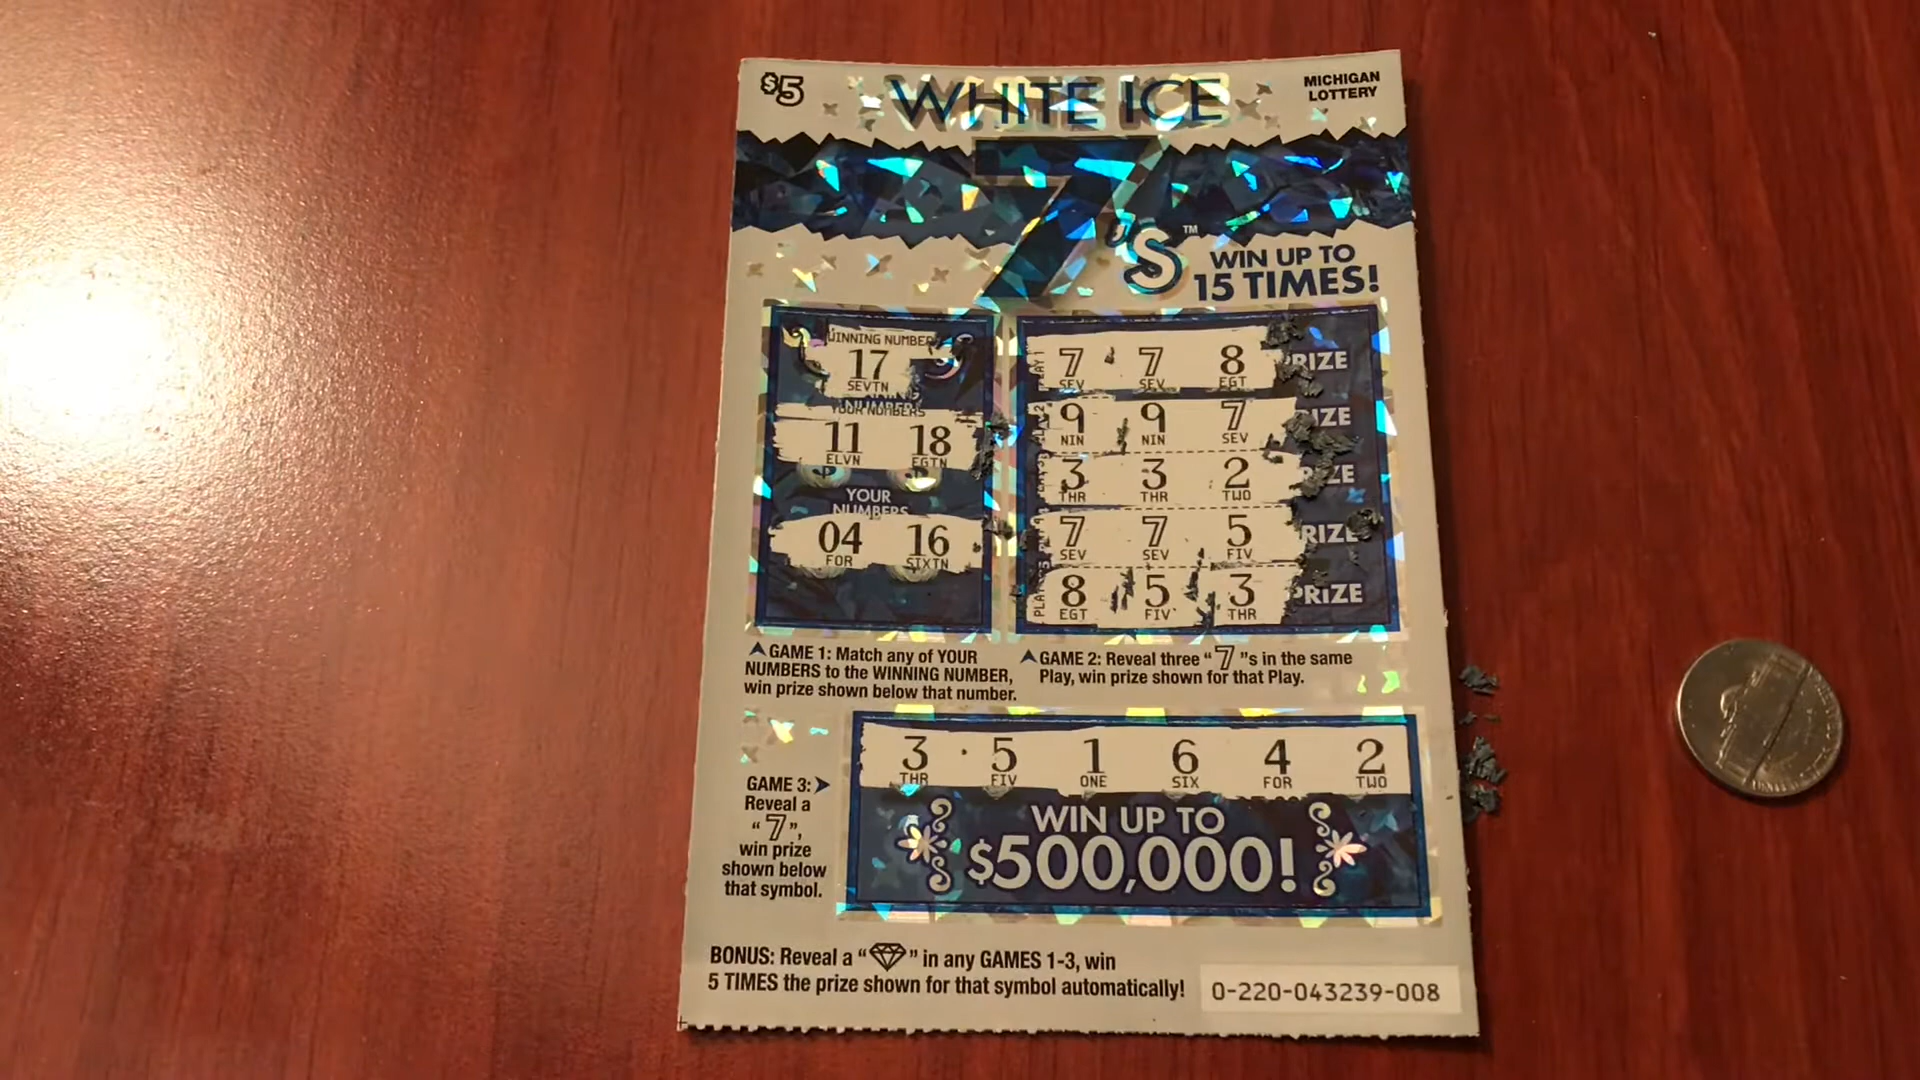 $5
WHITE ICE
MICHIGAN
LOTTERY
7'S™
WIN UP TO
15 TIMES!
WINNING NUMBER
17
SEVTN
NUMBERS
YOUR NUMBERS
11 18
ELVN EGTN
YOUR
NUMBERS
04 16
FOR SIXTN
7 7 8 PRIZE
SEV SEV EGT
9 9 7 PRIZE
NIN NIN SEV
3 3 2 PRIZE
THR THR TWO
7 7 5 PRIZE
SEV SEV FIV
8 5 3 PRIZE
EGT FIV THR
GAME 1: Match any of YOUR
NUMBERS to the WINNING NUMBER,
win prize shown below that number.
GAME 2: Reveal three "7"s in the same
Play, win prize shown for that Play.
GAME 3:
Reveal a
"7",
win prize
shown below
that symbol.
3 5 1 6 4 2
THR FIV ONE SIX FOR TWO
WIN UP TO
$500,000!
BONUS: Reveal a "" in any GAMES 1-3, win
5 TIMES the prize shown for that symbol automatically!
0-220-043239-008